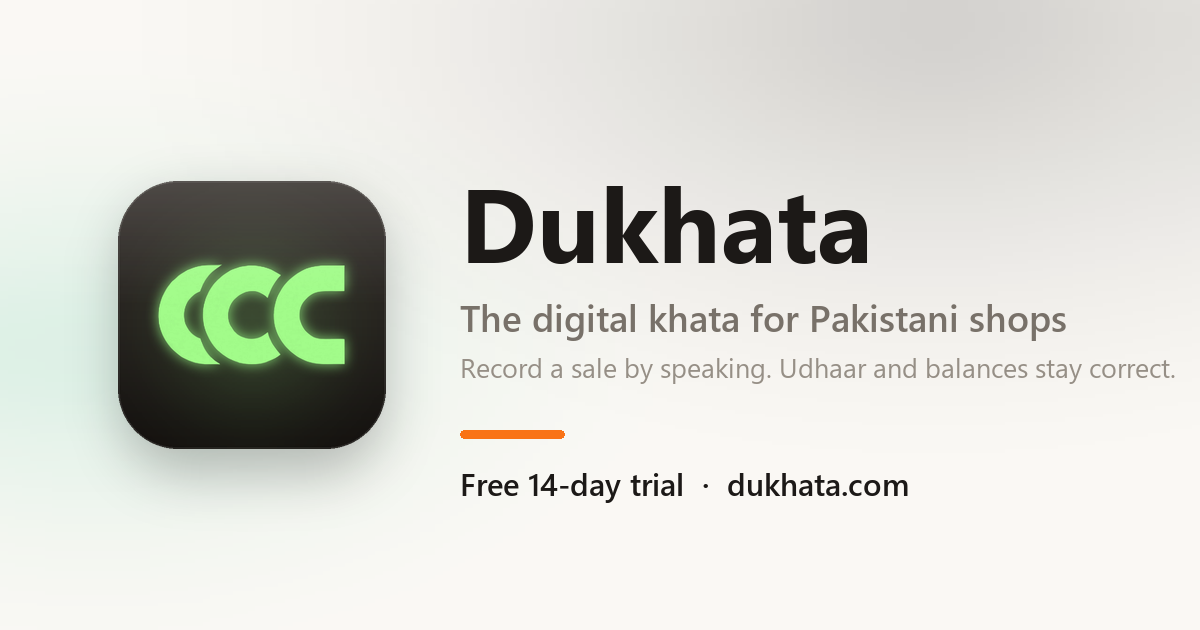 Dukhata
The digital khata for Pakistani shops
Record a sale by speaking. Udhaar and balances stay correct.
Free 14-day trial · dukhata.com